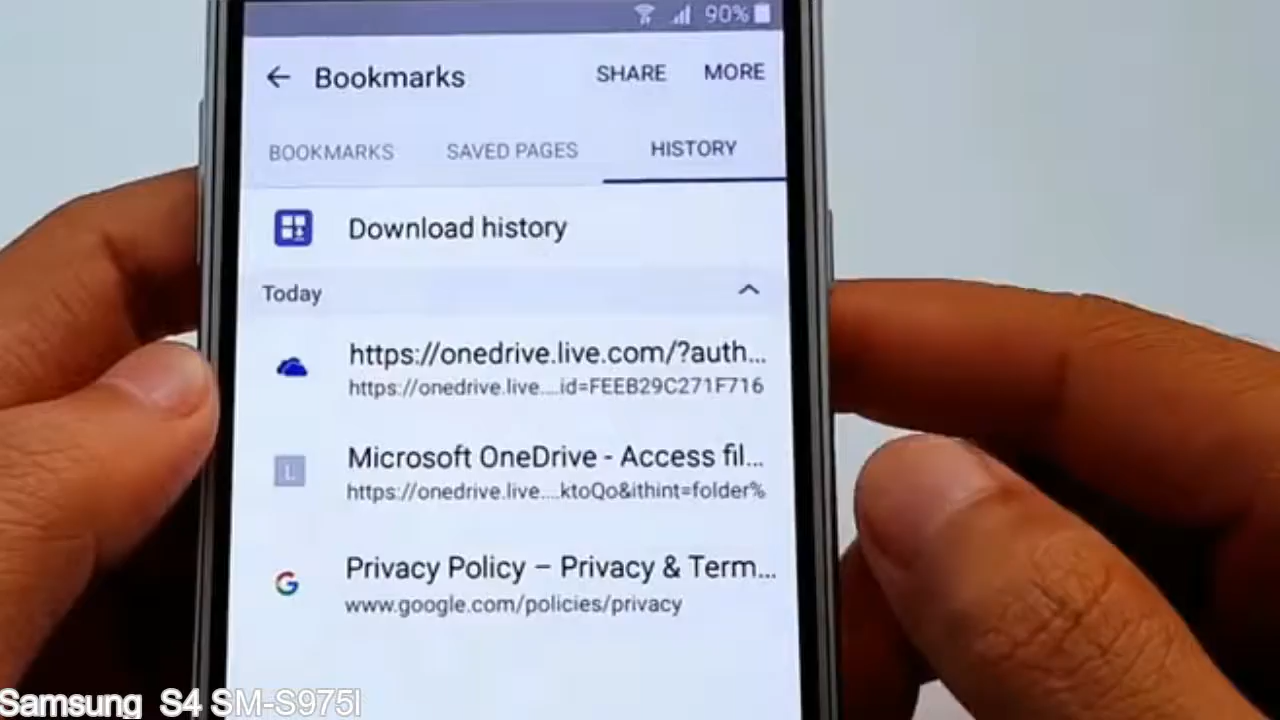 90%
Bookmarks SHARE MORE
BOOKMARKS SAVED PAGES HISTORY
Download history
Today
https://onedrive.live.com/?auth...
https://onedrive.live....id=FEEB29C271F716
L
Microsoft OneDrive - Access fil...
https://onedrive.live....ktoQo&ithint=folder%
G
Privacy Policy – Privacy & Term...
www.google.com/policies/privacy
Samsung S4 SM-S975l